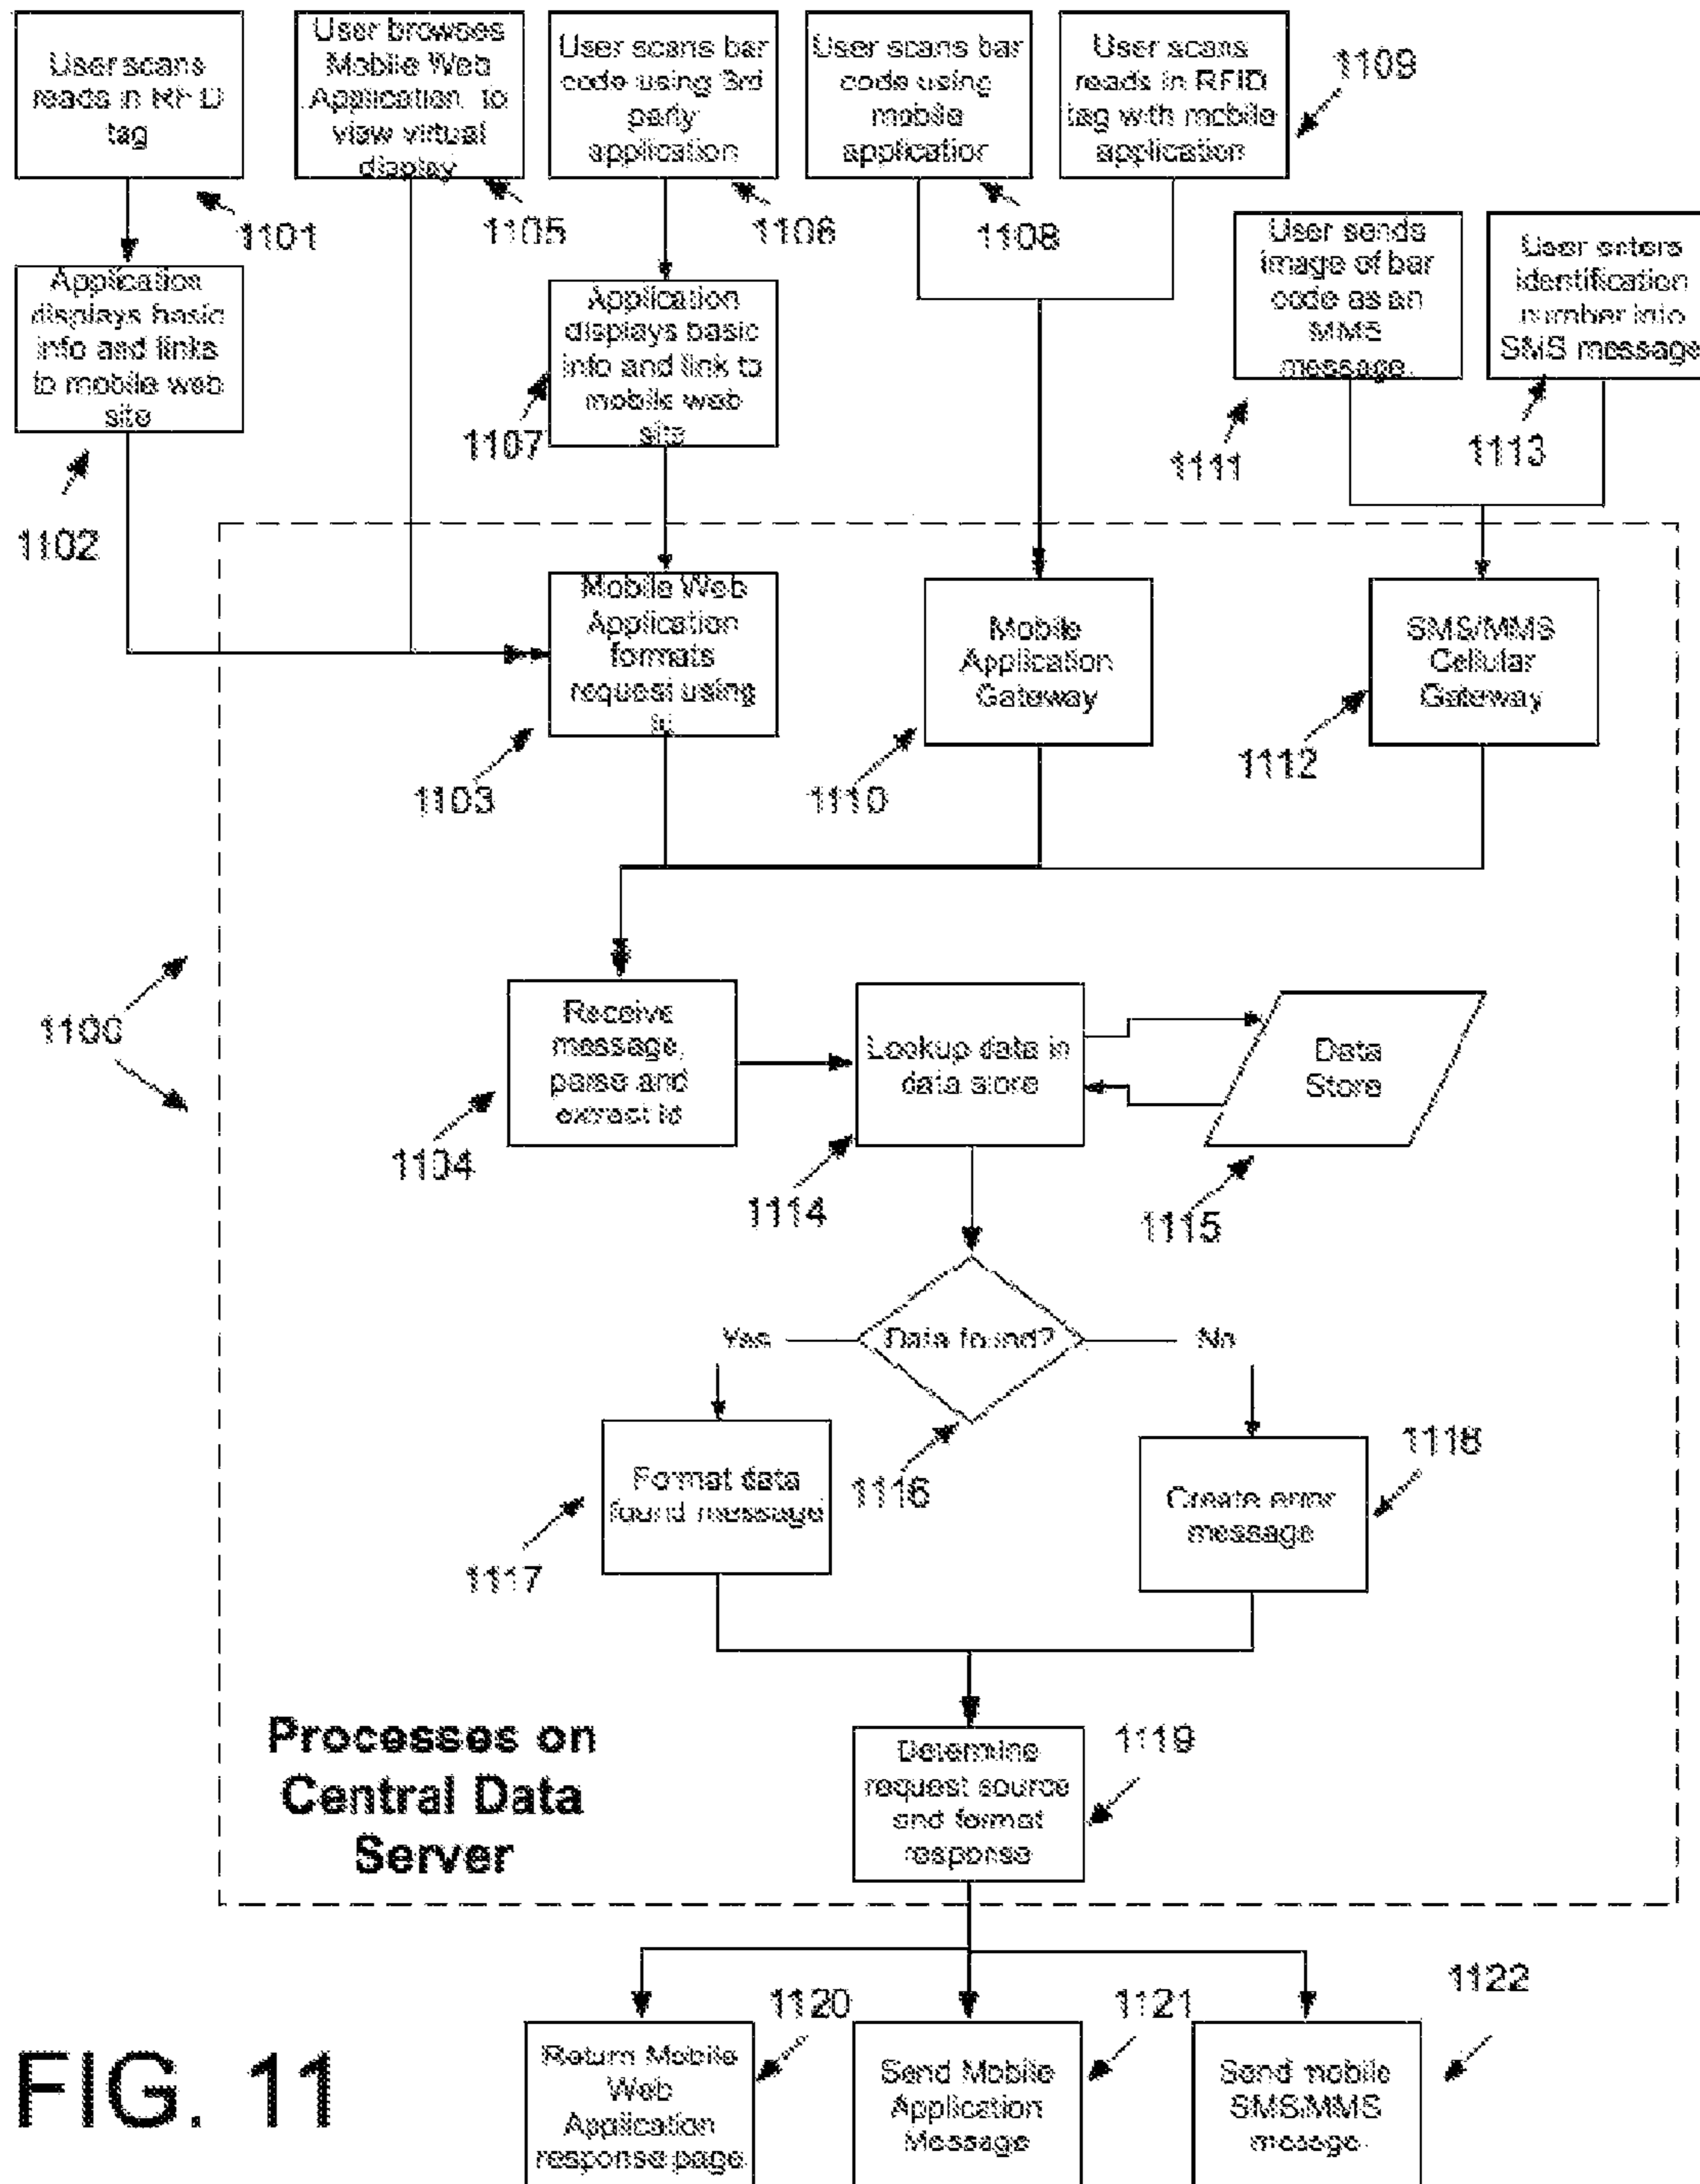 User scans
reads in RFID
tag
User browses
Mobile Web
Application to
view virtual
display
User scans bar
code using 3rd
party
application
User scans bar
code using
mobile
application
User scans
reads in RFID
tag with mobile
application
1109
1101
1105
1106
1108
Application
displays basic
info and links
to mobile web
site
Application
displays basic
info and link to
mobile web
site
User sends
image of bar
code as an
MMS
message.
User enters
identification
number into
SMS message
1107
1111
1113
1102
Mobile Web
Application
formats
request using
Mobile
Application
Gateway
SMS/MMS
Cellular
Gateway
1103
1110
1112
1100
Receive
message,
parse and
extract id
Lookup data in
data store
Data
Store
1104
1114
1115
Yes
Data found?
No
Format data
found message
1116
Create error
message
1118
1117
Processes on
Central Data
Server
Determine
request source
and format
response
1119
1120
1121
1122
Return Mobile
Web
Application
response page
Send Mobile
Application
Message
Send mobile
SMS/MMS
message.
FIG. 11